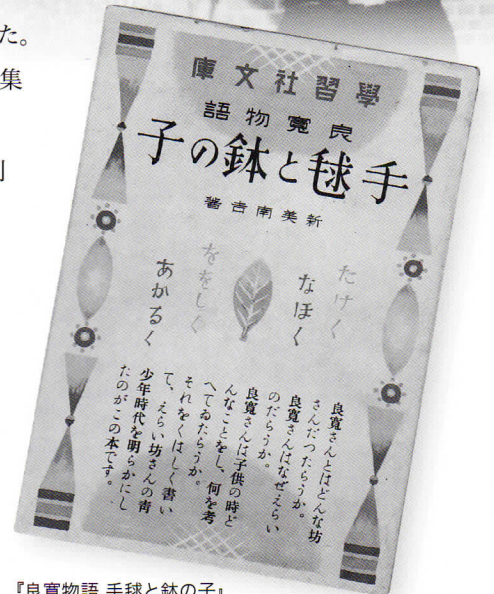 た。
集
學習社文庫
良寛物語
手毬と鉢の子
新美南吉著
たけく
なほく
ををしく
あかるく
良寛さんとはどんな坊
さんだつたらうか。
良寛さんはなぜえらい
のだらうか。
良寛さんは子供の時ど
んなことをし、何を考
へてゐたらうか。
それをくはしく書い
て、えらい坊さんの青
少年時代を明らかにし
たのがこの本です。
『良寛物語 手毬と鉢の子』